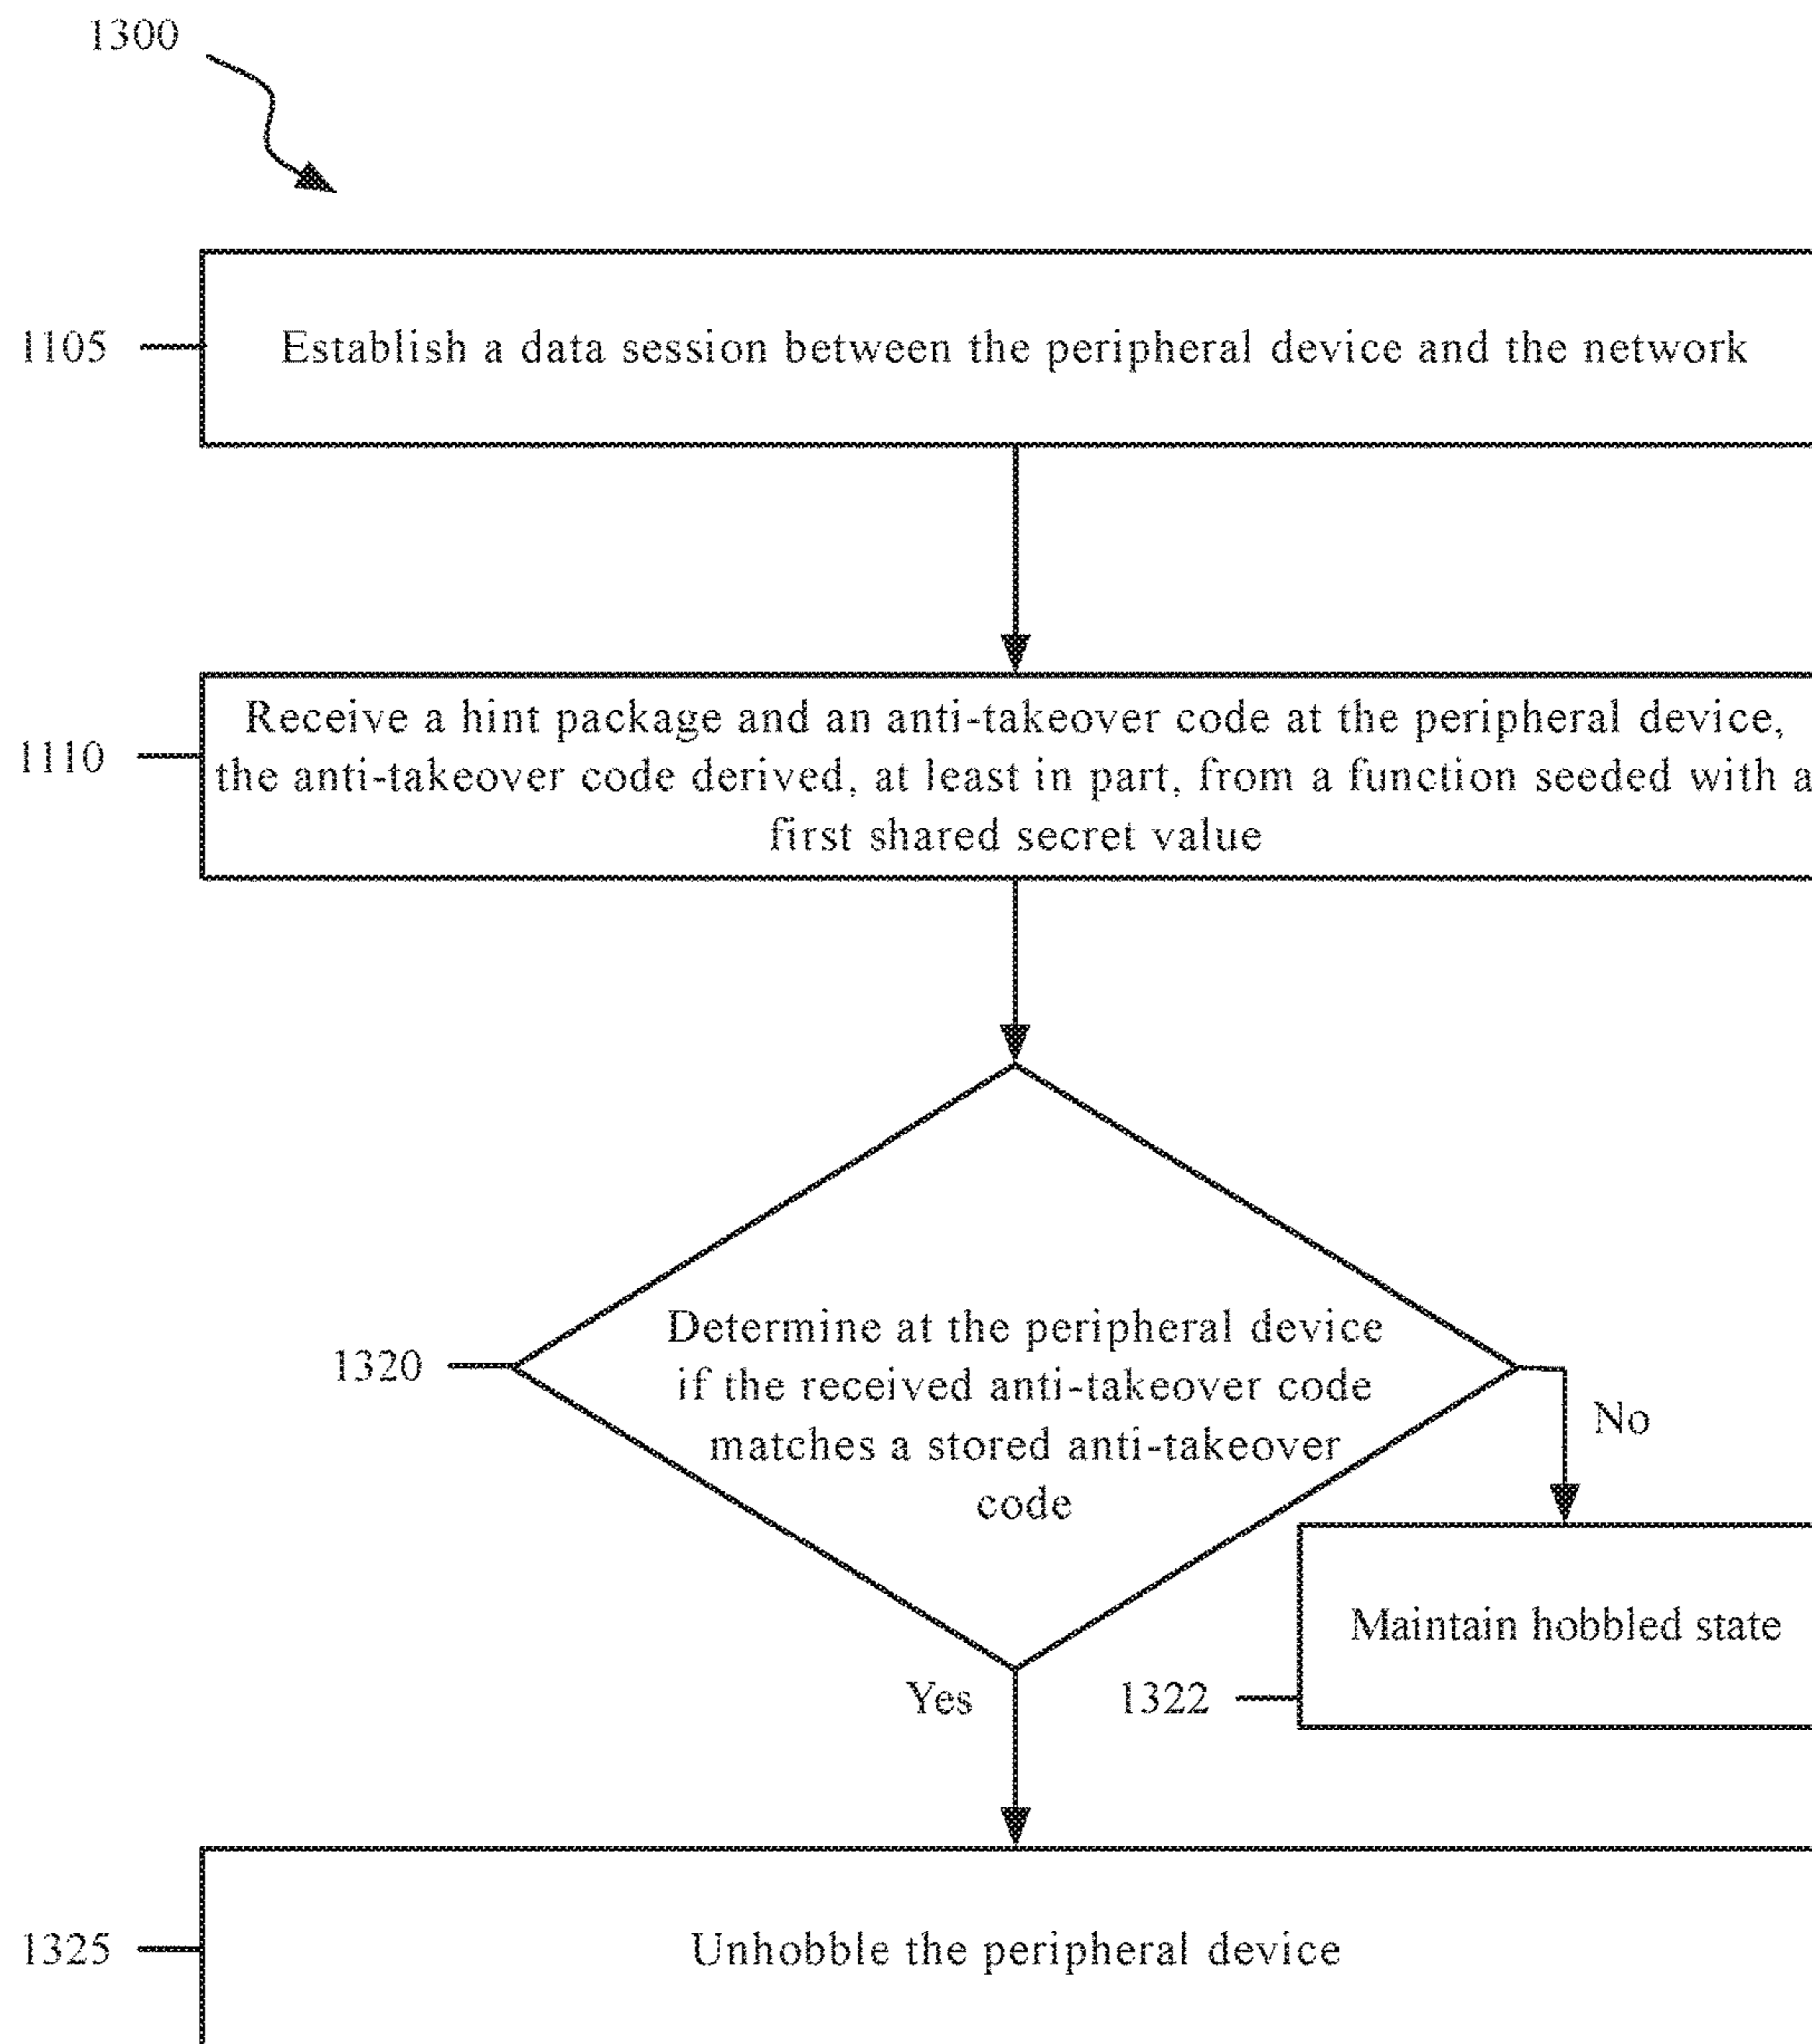 1300
1105
Establish a data session between the peripheral device and the network
1110
Receive a hint package and an anti-takeover code at the peripheral device,
the anti-takeover code derived, at least in part, from a function seeded with a
first shared secret value
1320
Determine at the peripheral device
if the received anti-takeover code
matches a stored anti-takeover
code
No
Maintain hobbled state
1322
Yes
1325
Unhobble the peripheral device